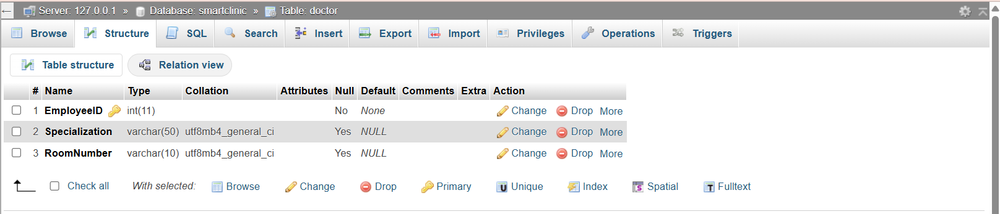 ← Server: 127.0.0.1 » Database: smartclinic » Table: doctor
Browse Structure SQL Search Insert Export Import Privileges Operations Triggers
Table structure Relation view
# Name Type Collation Attributes Null Default Comments Extra Action
1 EmployeeID int(11) No None Change Drop More
2 Specialization varchar(50) utf8mb4_general_ci Yes NULL Change Drop More
3 RoomNumber varchar(10) utf8mb4_general_ci Yes NULL Change Drop More
Check all With selected: Browse Change Drop Primary U Unique Index S Spatial T Fulltext